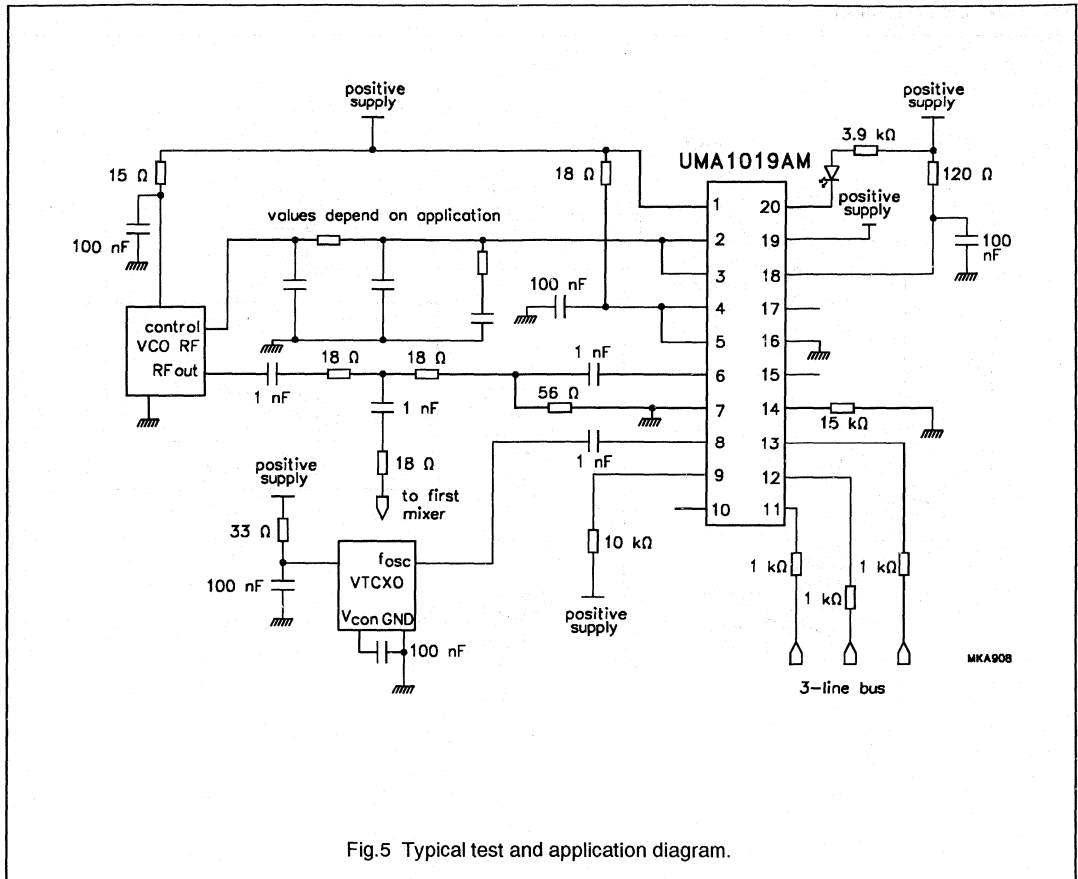 positive
supply
positive
supply
3.9 kΩ
UMA1019AM
15 Ω
18 Ω
120 Ω
100 nF
values depend on application
1
20
positive
supply
2
19
100
nF
3
18
100 nF
4
17
5
16
control
VCO RF
RF out
18 Ω
18 Ω
1 nF
6
15
1 nF
1 nF
56 Ω
7
14
15 kΩ
8
13
1 nF
positive
supply
18 Ω
to first
mixer
9
12
10
11
33 Ω
10 kΩ
fosc
VTCXO
Vcon GND
100 nF
100 nF
positive
supply
1 kΩ
1 kΩ
1 kΩ
3-line bus
MKA908
Fig.5 Typical test and application diagram.